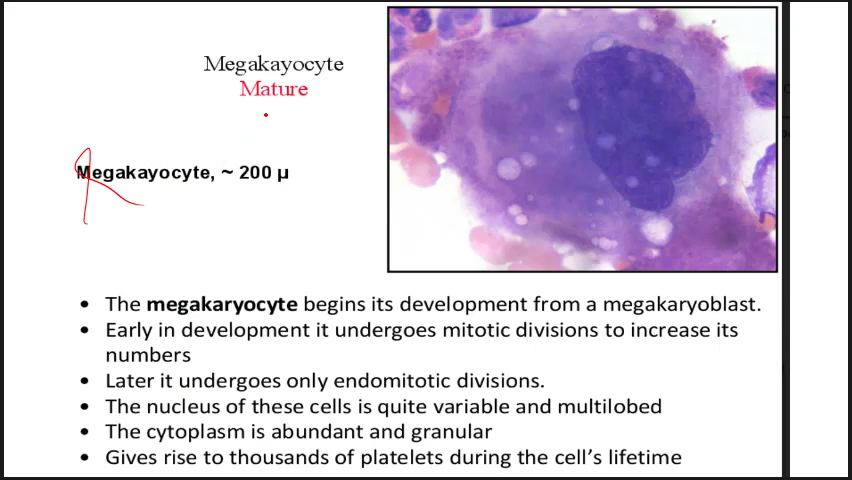 Megakayocyte
Mature
Megakayocyte, ~ 200 µ
• The megakaryocyte begins its development from a megakaryoblast.
• Early in development it undergoes mitotic divisions to increase its
numbers
• Later it undergoes only endomitotic divisions.
• The nucleus of these cells is quite variable and multilobed
• The cytoplasm is abundant and granular
• Gives rise to thousands of platelets during the cell’s lifetime